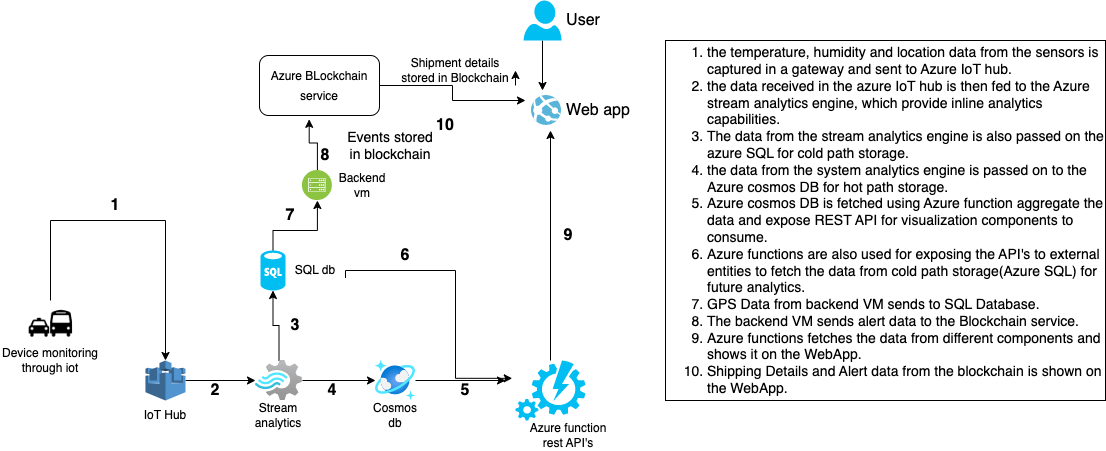 User
Shipment details
stored in Blockchain
Azure BLockchain
service
Web app
10
Events stored
in blockchain
8
Backend
vm
7
1
9
SQL
SQL db
6
3
Device monitoring
through iot
2
4
5
IoT Hub
Stream
analytics
Cosmos
db
Azure function
rest API's
1. the temperature, humidity and location data from the sensors is
captured in a gateway and sent to Azure IoT hub.
2. the data received in the azure IoT hub is then fed to the Azure
stream analytics engine, which provide inline analytics
capabilities.
3. The data from the stream analytics engine is also passed on the
azure SQL for cold path storage.
4. the data from the system analytics engine is passed on to the
Azure cosmos DB for hot path storage.
5. Azure cosmos DB is fetched using Azure function aggregate the
data and expose REST API for visualization components to
consume.
6. Azure functions are also used for exposing the API's to external
entities to fetch the data from cold path storage(Azure SQL) for
future analytics.
7. GPS Data from backend VM sends to SQL Database.
8. The backend VM sends alert data to the Blockchain service.
9. Azure functions fetches the data from different components and
shows it on the WebApp.
10. Shipping Details and Alert data from the blockchain is shown on
the WebApp.